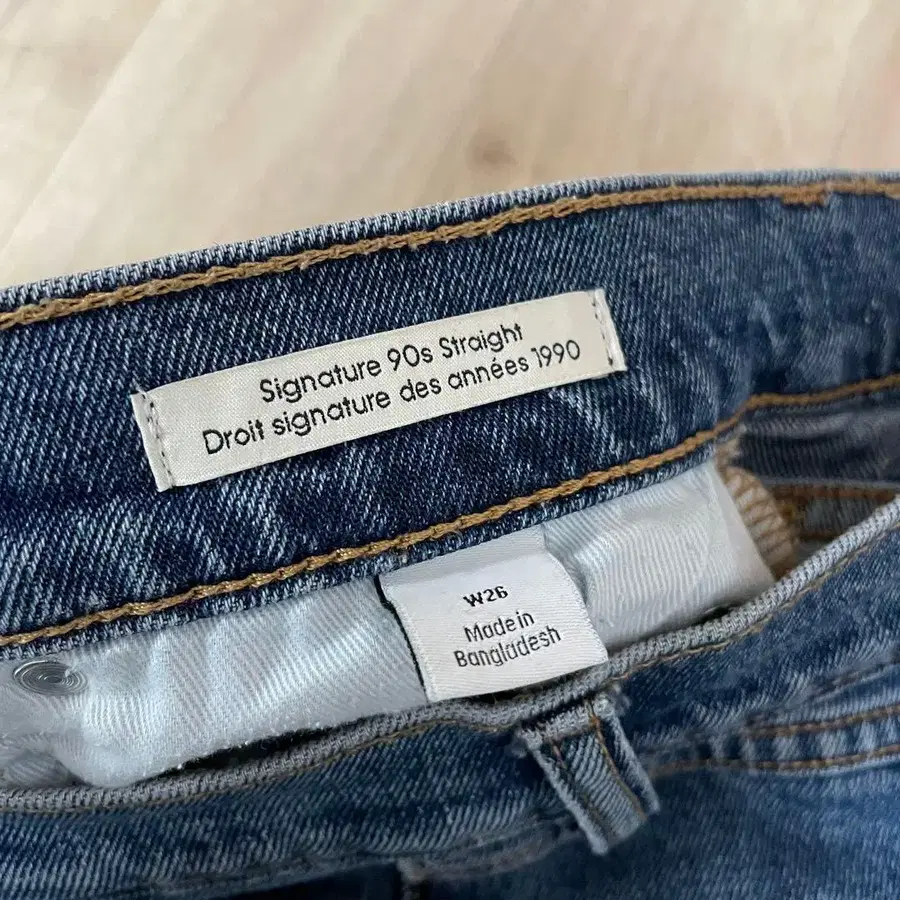 Signature 90s Straight
Droit signature des années 1990
W26
Made in
Bangladesh